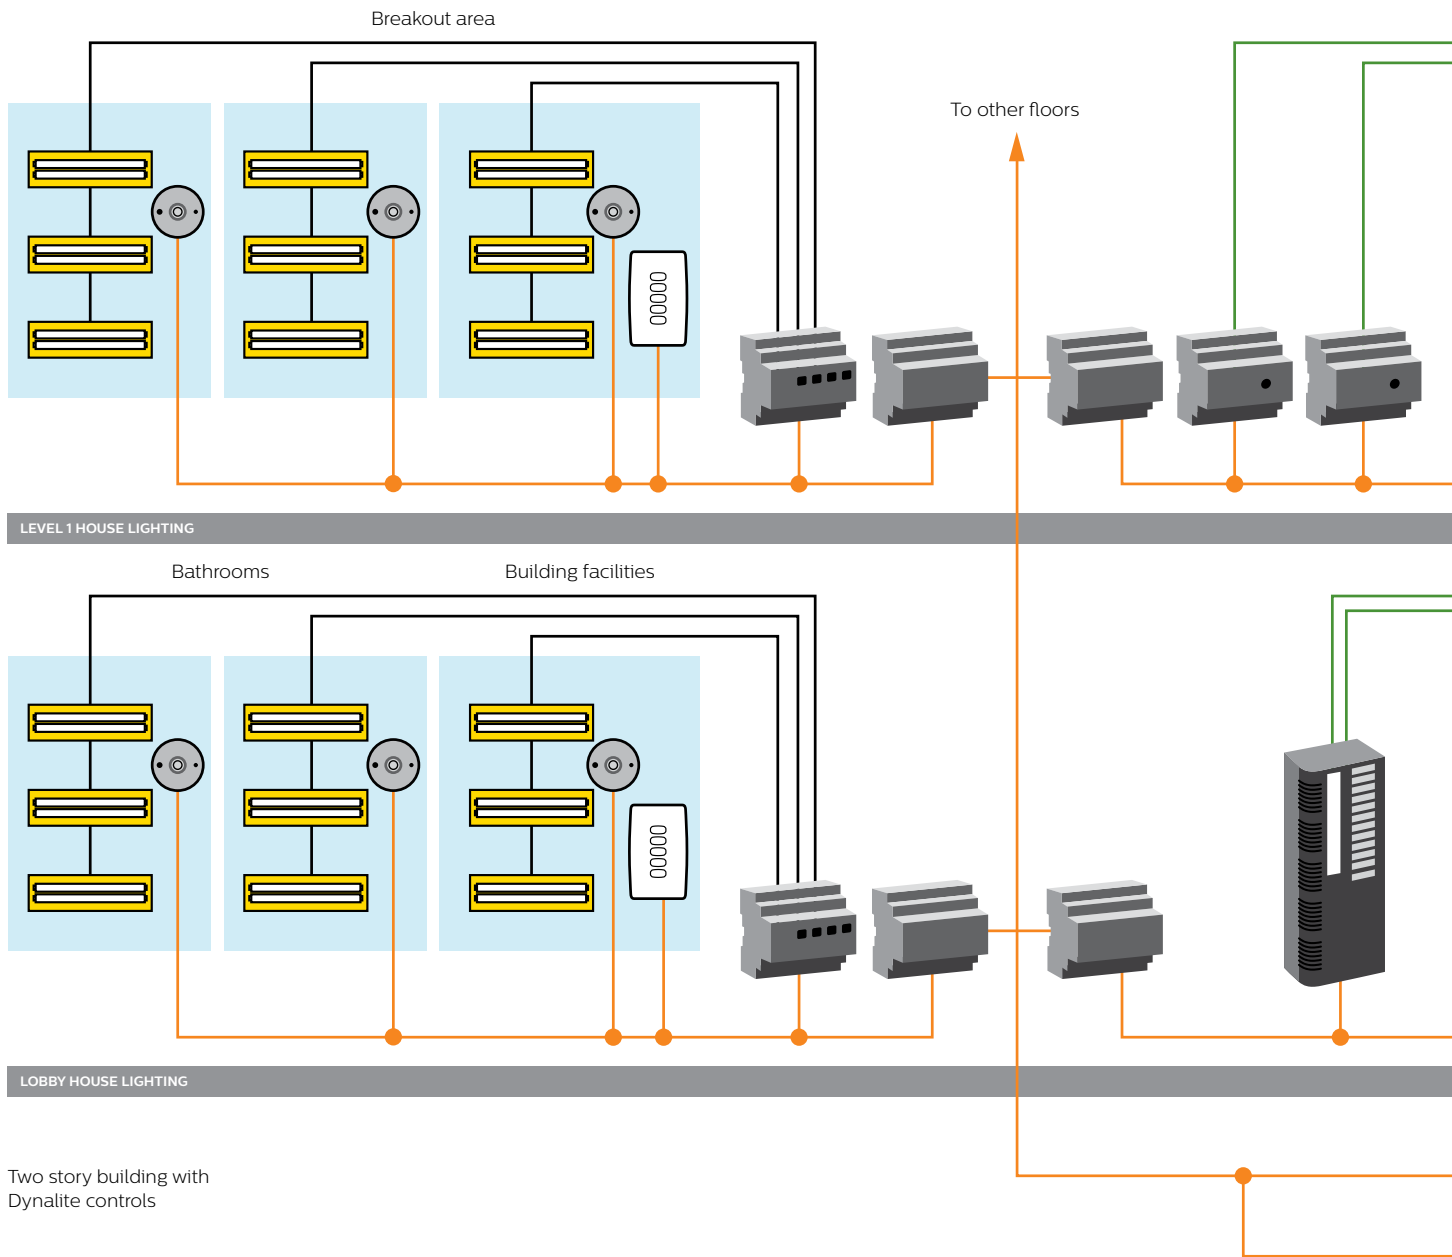 Breakout area
To other floors
LEVEL 1 HOUSE LIGHTING
Bathrooms
Building facilities
LOBBY HOUSE LIGHTING
Two story building with
Dynalite controls